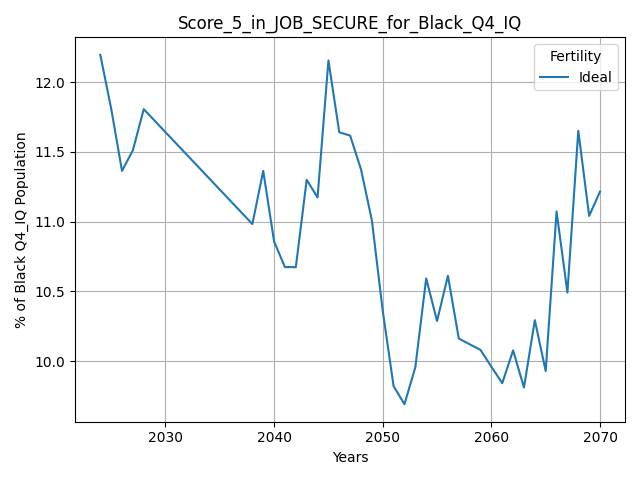 Score_5_in_JOB_SECURE_for_Black_Q4_IQ
Fertility
Ideal
% of Black Q4_IQ Population
12.0
11.5
11.0
10.5
10.0
2030 2040 2050 2060 2070
Years